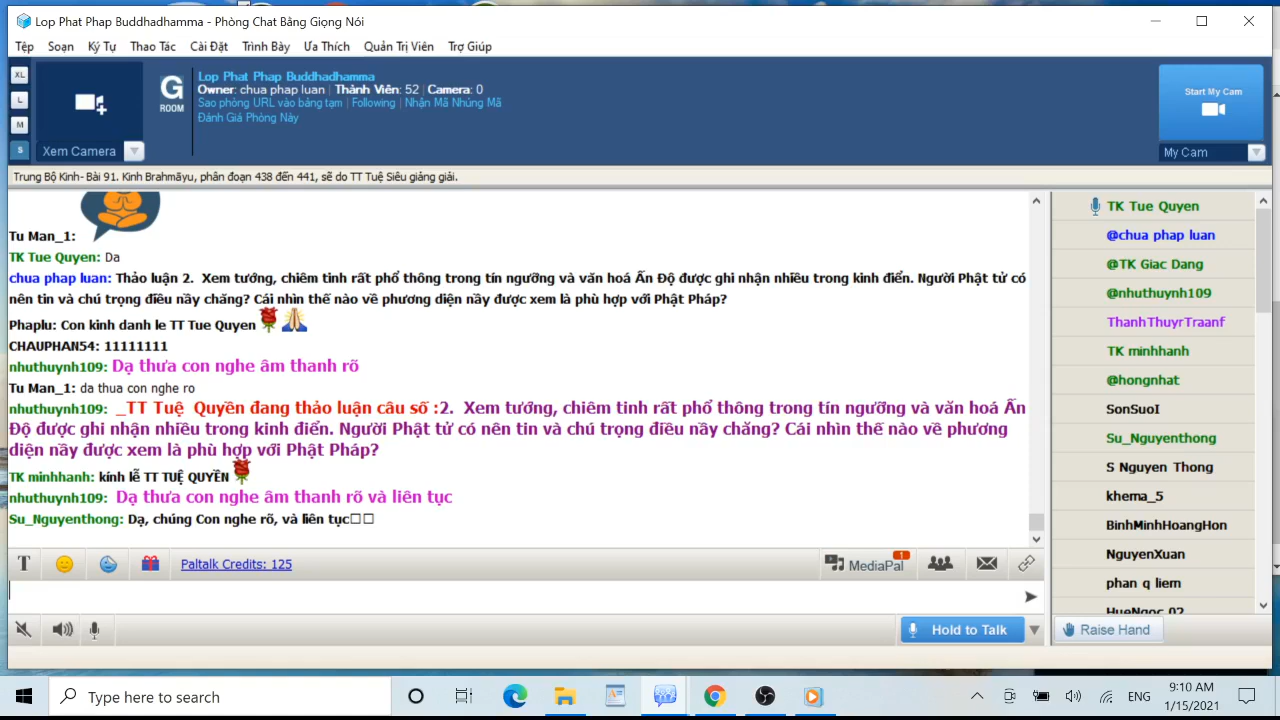 Lop Phat Phap Buddhadhamma - Phòng Chat Bằng Giọng Nói
Tệp Soạn Ký Tự Thao Tác Cài Đặt Trình Bày Ưa Thích Quản Trị Viên Trợ Giúp
XL
L
M
S
Xem Camera
G
ROOM
Lop Phat Phap Buddhadhamma
Owner: chua phap luan | Thành Viên: 52 | Camera: 0
Sao phòng URL vào bảng tạm | Following | Nhận Mã Nhúng Mã
Đánh Giá Phòng Này
Start My Cam
My Cam
Trung Bộ Kinh- Bài 91. Kinh Brahmāyu, phân đoạn 438 đến 441, sẽ do TT Tuệ Siêu giảng giải.
Tu Man_1:
TK Tue Quyen: Da
chua phap luan: Thảo luận 2. Xem tướng, chiêm tinh rất phổ thông trong tín ngưỡng và văn hoá Ấn Độ được ghi nhận nhiều trong kinh điển. Người Phật tử có
nên tin và chú trọng điều nầy chăng? Cái nhìn thế nào về phương diện nầy được xem là phù hợp với Phật Pháp?
Phaplu: Con kinh danh le TT Tue Quyen
CHAUPHAN54: 11111111
nhuthuynh109: Dạ thưa con nghe âm thanh rõ
Tu Man_1: da thua con nghe ro
nhuthuynh109: _TT Tuệ Quyền đang thảo luận câu số :2. Xem tướng, chiêm tinh rất phổ thông trong tín ngưỡng và văn hoá Ấn
Độ được ghi nhận nhiều trong kinh điển. Người Phật tử có nên tin và chú trọng điều nầy chăng? Cái nhìn thế nào về phương
diện nầy được xem là phù hợp với Phật Pháp?
TK minhhanh: kính lễ TT TUỆ QUYỀN
nhuthuynh109: Dạ thưa con nghe âm thanh rõ và liên tục
Su_Nguyenthong: Dạ, chúng Con nghe rõ, và liên tục
TK Tue Quyen
@chua phap luan
@TK Giac Dang
@nhuthuynh109
ThanhThuyrTraanf
TK minhhanh
@hongnhat
SonSuoI
Su_Nguyenthong
S Nguyen Thong
khema_5
BinhMinhHoangHon
NguyenXuan
phan q liem
HueNgoc 02
T Paltalk Credits: 125
MediaPal 1
Hold to Talk
Raise Hand
Type here to search
ENG
9:10 AM
1/15/2021